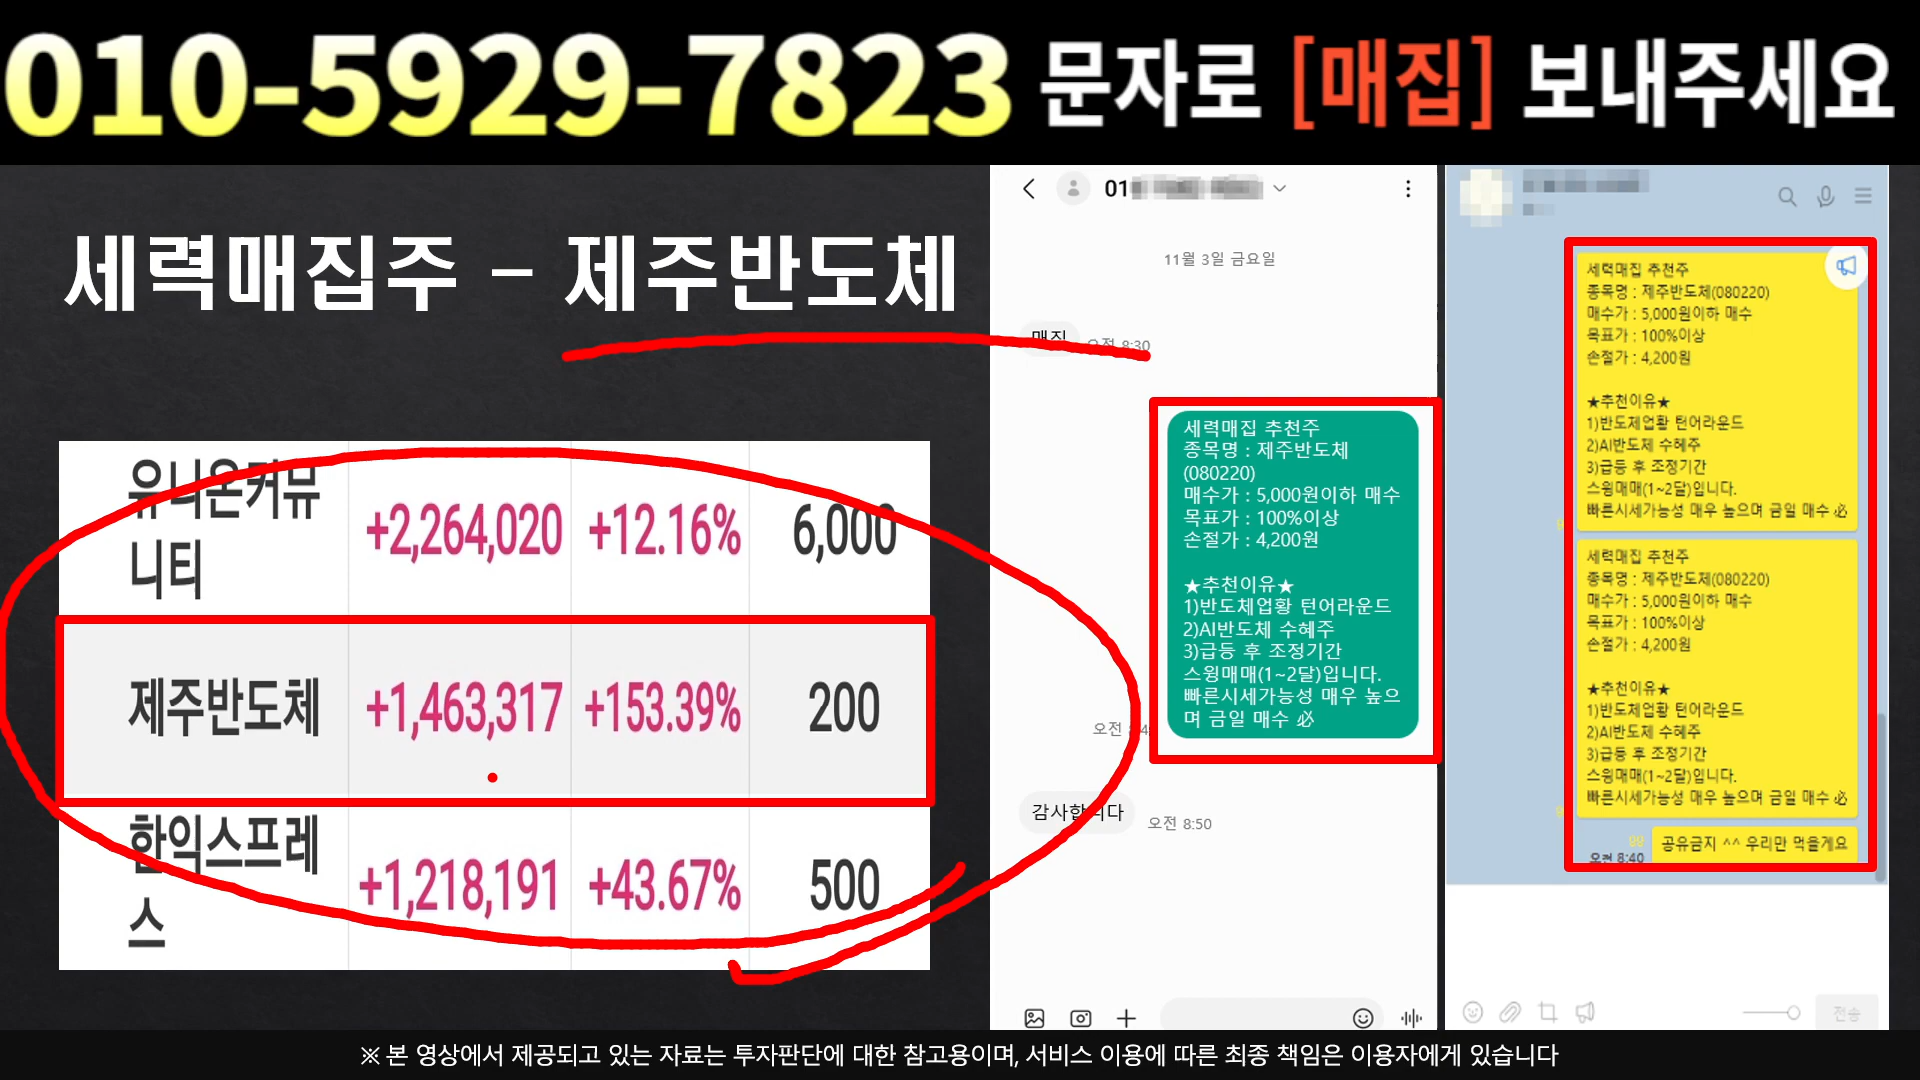 010-5929-7823 문자로 [매집] 보내주세요
세력매집주 - 제주반도체
유니온커뮤
니티
+2,264,020 +12.16% 6,000
제주반도체 +1,463,317 +153.39% 200
한익스프레
스
+1,218,191 +43.67% 500
01
11월 3일 금요일
매집
오전 8:30
세력매집 추천주
종목명 : 제주반도체
(080220)
매수가 : 5,000원이하 매수
목표가 : 100%이상
손절가 : 4,200원
★추천이유★
1)반도체업황 턴어라운드
2)AI반도체 수혜주
3)급등 후 조정기간
스윙매매(1~2달)입니다.
빠른시세가능성 매우 높으
며 금일 매수 必
오전
감사합니다
오전 8:50
세력매집 추천주
종목명 : 제주반도체(080220)
매수가 : 5,000원이하 매수
목표가 : 100%이상
손절가 : 4,200원
★추천이유★
1)반도체업황 턴어라운드
2)AI반도체 수혜주
3)급등 후 조정기간
스윙매매(1~2달)입니다.
빠른시세가능성 매우 높으며 금일 매수 必
세력매집 추천주
종목명 : 제주반도체(080220)
매수가 : 5,000원이하 매수
목표가 : 100%이상
손절가 : 4,200원
★추천이유★
1)반도체업황 턴어라운드
2)AI반도체 수혜주
3)급등 후 조정기간
스윙매매(1~2달)입니다.
빠른시세가능성 매우 높으며 금일 매수 必
오전 8:40
공유금지 ^^ 우리만 먹을게요
전송
※ 본 영상에서 제공되고 있는 자료는 투자판단에 대한 참고용이며, 서비스 이용에 따른 최종 책임은 이용자에게 있습니다